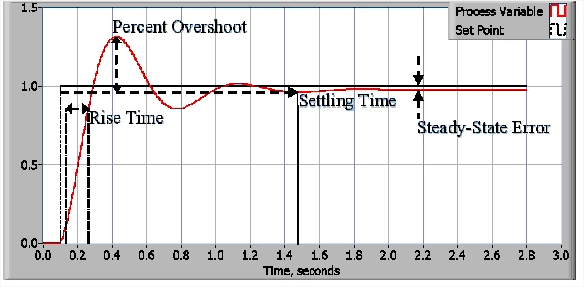 Process Variable
Set Point
1.5
Percent Overshoot
1.0
Settling Time
Rise Time
Steady-State Error
0.5
0.0
0.0 0.2 0.4 0.6 0.8 1.0 1.2 1.4 1.6 1.8 2.0 2.2 2.4 2.6 2.8 3.0
Time, seconds